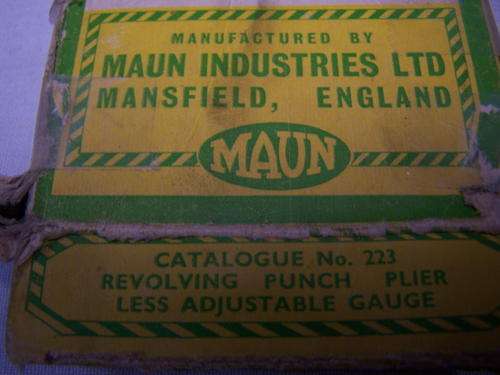 MANUFACTURED BY
MAUN INDUSTRIES LTD
MANSFIELD, ENGLAND
MAUN
CATALOGUE No. 223
REVOLVING PUNCH PLIER
LESS ADJUSTABLE GAUGE